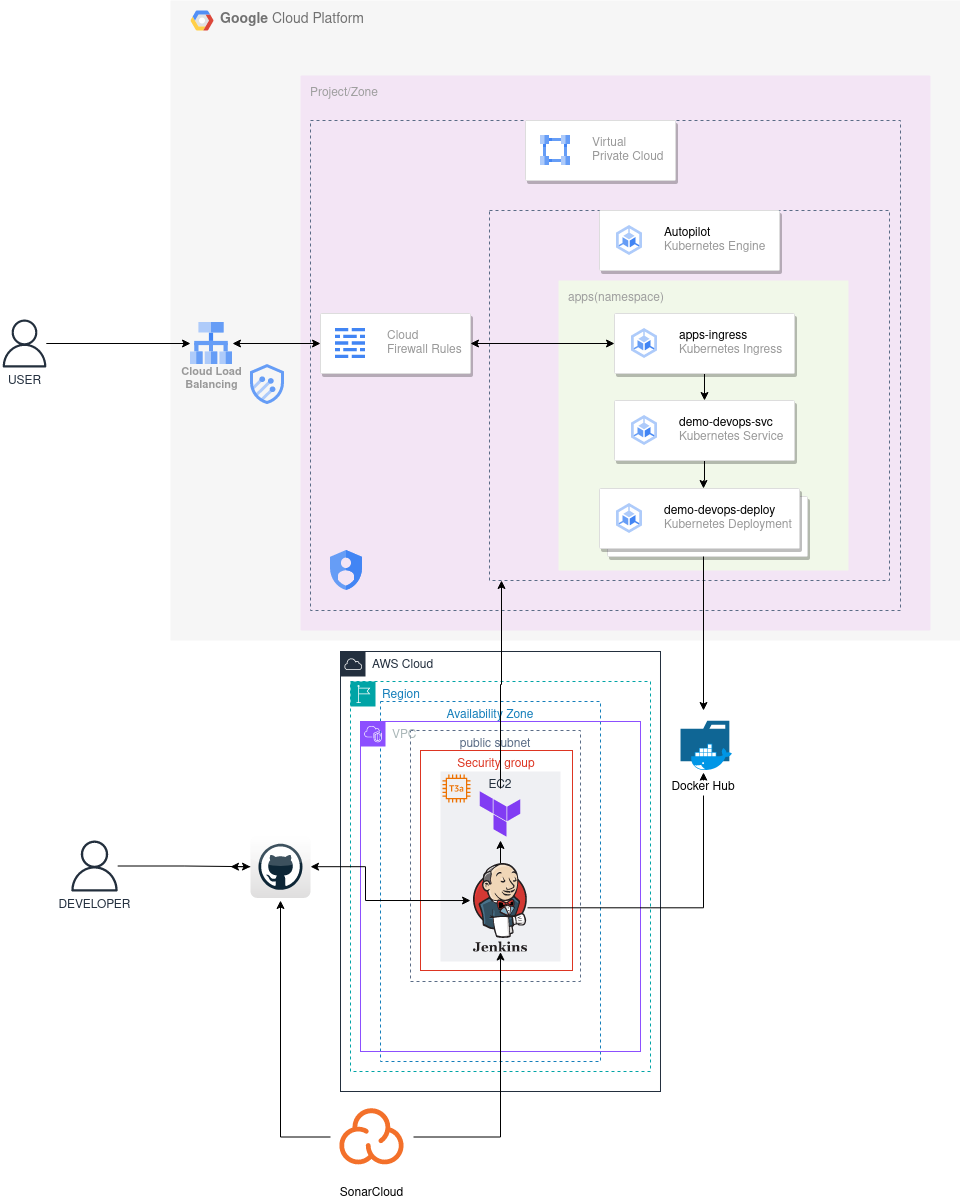 Google Cloud Platform
Project/Zone
Virtual
Private Cloud
Autopilot
Kubernetes Engine
apps(namespace)
Cloud
Firewall Rules
apps-ingress
Kubernetes Ingress
USER
Cloud Load
Balancing
demo-devops-svc
Kubernetes Service
demo-devops-deploy
Kubernetes Deployment
AWS Cloud
Region
Availability Zone
VPC
public subnet
Security group
EC2
T3a
Docker Hub
DEVELOPER
Jenkins
SonarCloud